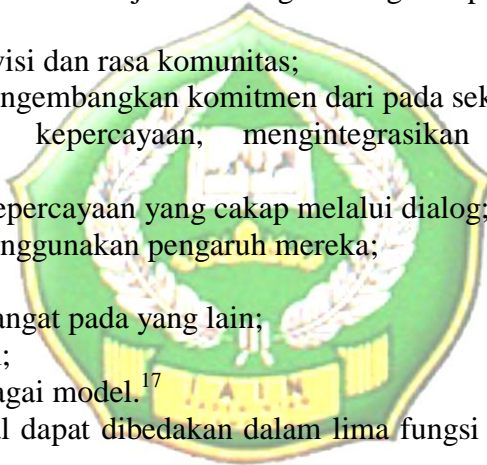 visi dan rasa komunitas;
ngembangkan komitmen dari pada sek
kepercayaan, mengintegrasikan
epercayaan yang cakap melalui dialog;
nggunakan pengaruh mereka;
angat pada yang lain;
;
agai model.17
I.A.I.N
l dapat dibedakan dalam lima fungsi